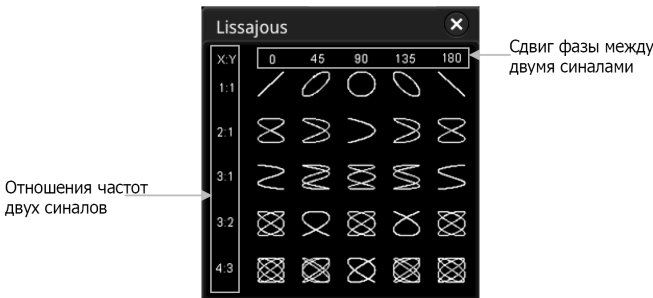 Lissajous
X:Y 0 45 90 135 180
1:1
2:1
3:1
3:2
4:3
Сдвиг фазы между
двумя синалами
Отношения частот
двух синалов